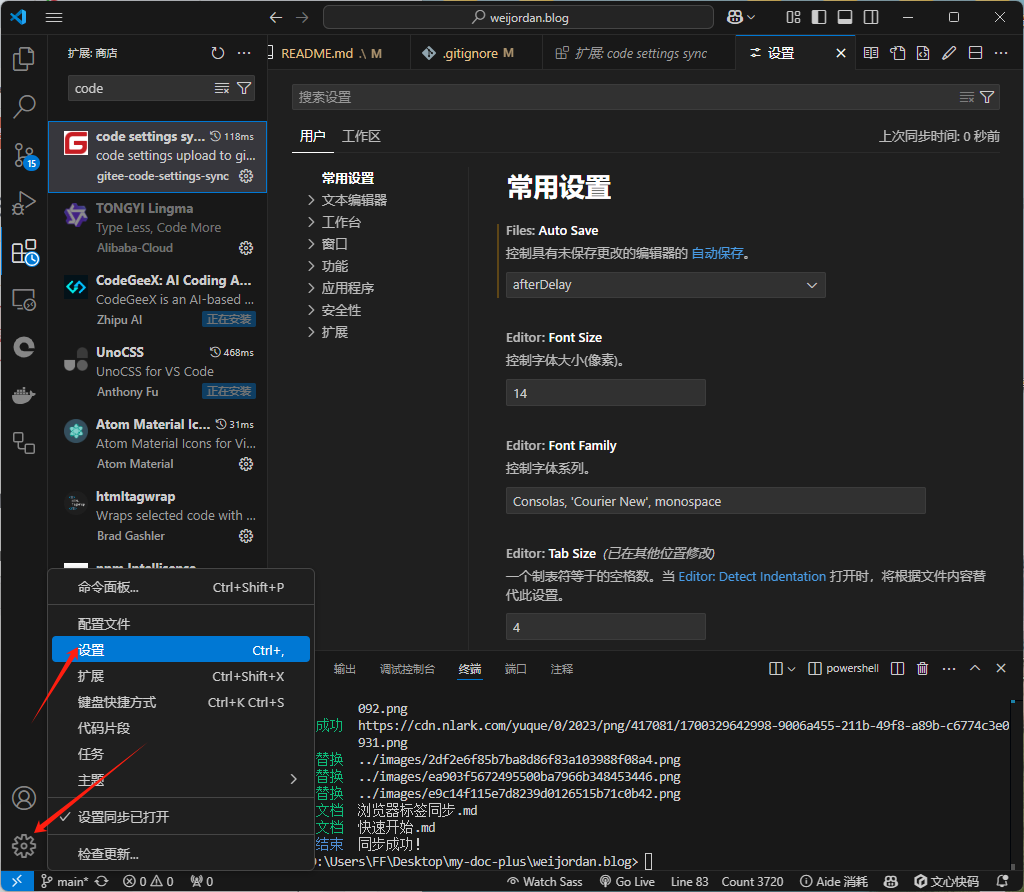 weijordan.blog
扩展: 商店
README.md .\ M
.gitignore M
扩展: code settings sync
设置
code
搜索设置
用户
工作区
上次同步时间: 0 秒前
code settings sy... 118ms
code settings upload to gi...
gitee-code-settings-sync
TONGYI Lingma
Type Less, Code More
Alibaba-Cloud
CodeGeeX: AI Coding A...
CodeGeeX is an AI-based ...
Zhipu AI 正在安装
UnoCSS 468ms
UnoCSS for VS Code
Anthony Fu 正在安装
Atom Material Ic... 31ms
Atom Material Icons for Vi...
Atom Material
htmltagwrap
Wraps selected code with ...
Brad Gashler
npm Intellisense
15
常用设置
文本编辑器
工作台
窗口
功能
应用程序
安全性
扩展
常用设置
Files: Auto Save
控制具有未保存更改的编辑器的 自动保存。
afterDelay
Editor: Font Size
控制字体大小(像素)。
14
Editor: Font Family
控制字体系列。
Consolas, 'Courier New', monospace
Editor: Tab Size (已在其他位置修改)
一个制表符等于的空格数。当 Editor: Detect Indentation 打开时，将根据文件内容替
代此设置。
4
命令面板... Ctrl+Shift+P
配置文件
设置 Ctrl+,
扩展 Ctrl+Shift+X
键盘快捷方式 Ctrl+K Ctrl+S
代码片段
任务
主题
设置同步已打开
检查更新...
输出
调试控制台
终端
端口
注释
powershell
092.png
成功 https://cdn.nlark.com/yuque/0/2023/png/417081/1700329642998-9006a455-211b-49f8-a89b-c6774c3e0
931.png
替换 ../images/2df2e6f85b7ba8d86f83a103988f08a4.png
替换 ../images/ea903f5672495500ba7966b348453446.png
替换 ../images/e9c14f115e7d8239d0126515b71c0b42.png
文档 浏览器标签同步.md
文档 快速开始.md
结束 同步成功!
:\Users\FF\Desktop\my-doc-plus\weijordan.blog>
main* 0 0 0 Watch Sass Go Live Line 83 Count 3720 Aide 消耗 文心快码